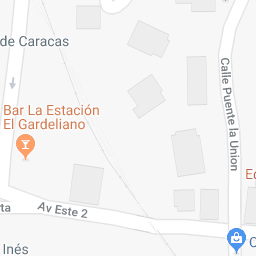 de Caracas
Calle Puente la Union
Bar La Estación
El Gardeliano
Av Este 2
Inés